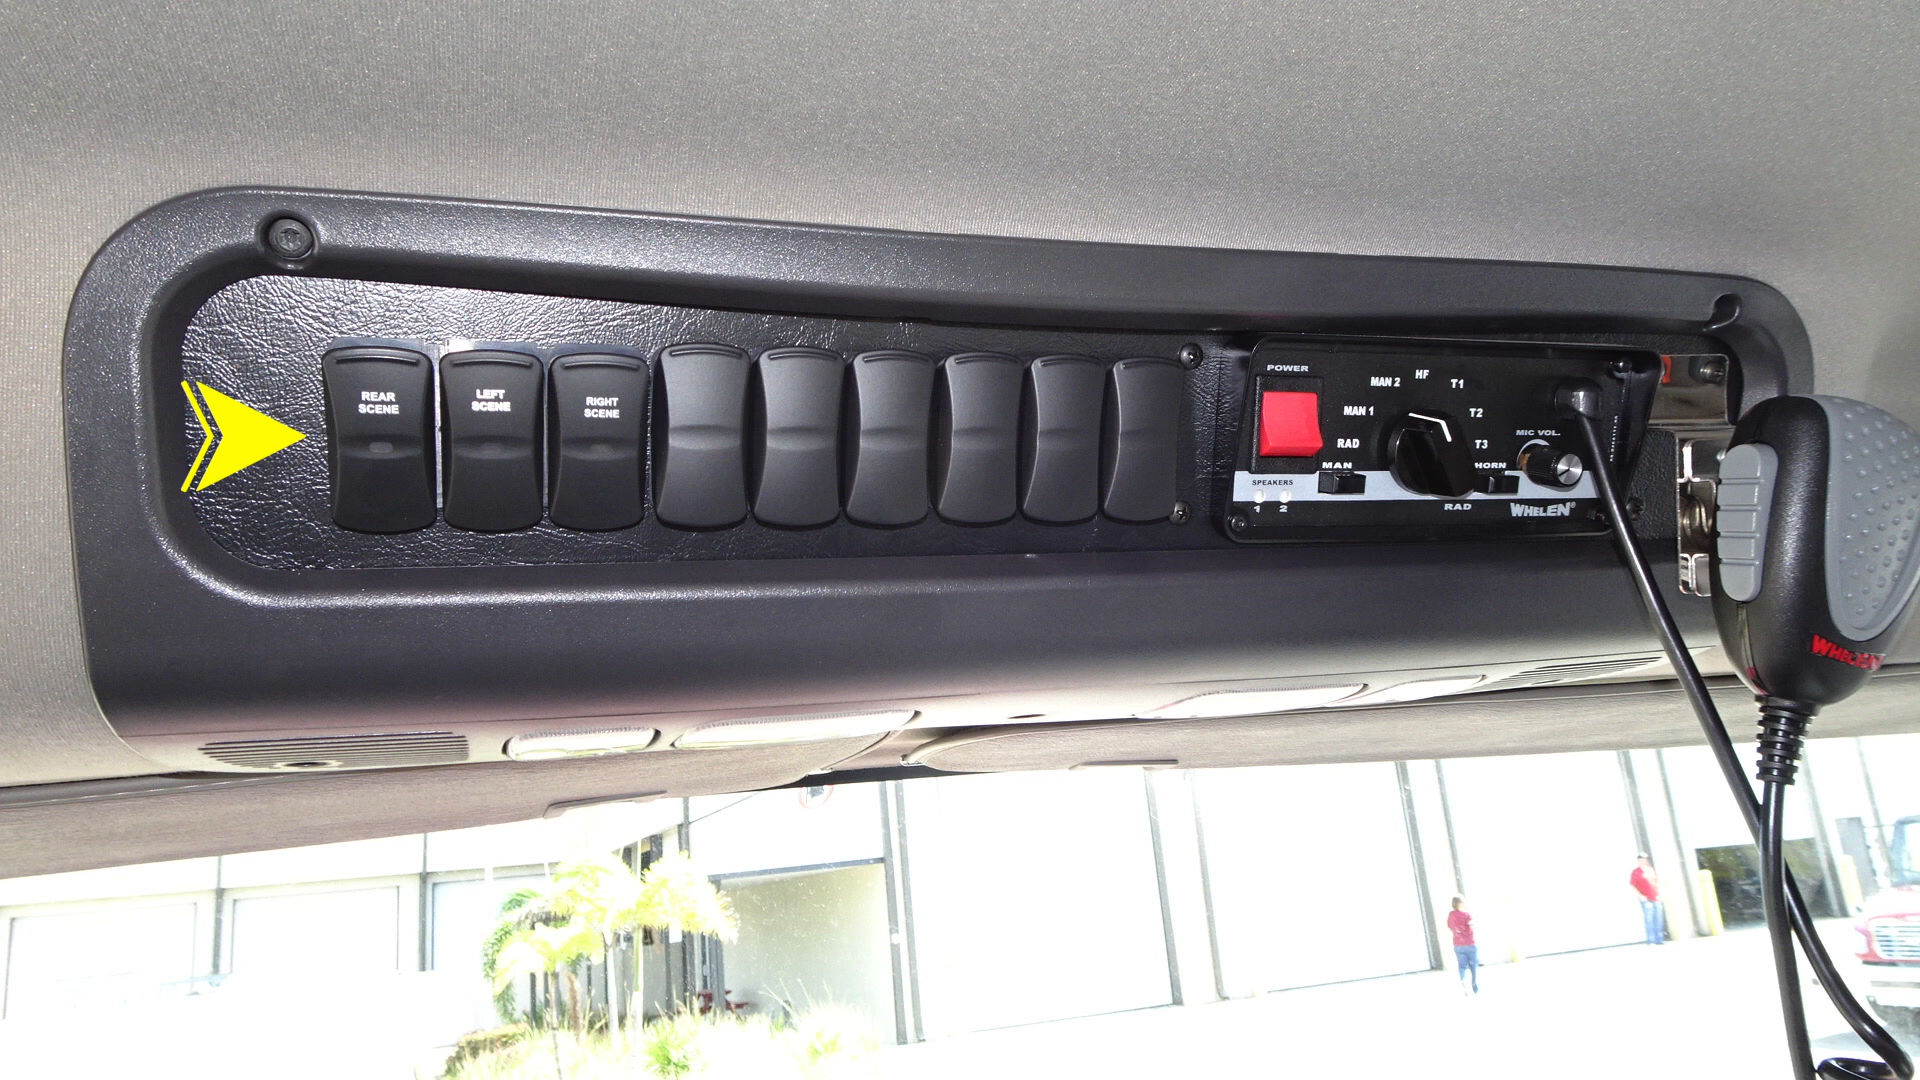 REAR
SCENE
LEFT
SCENE
RIGHT
SCENE
POWER
MAN 2
HF
T1
MAN 1
T2
RAD
T3
MIC VOL.
MAN
HORN
SPEAKERS
1 2
RAD
WHELEN®
WHELEN